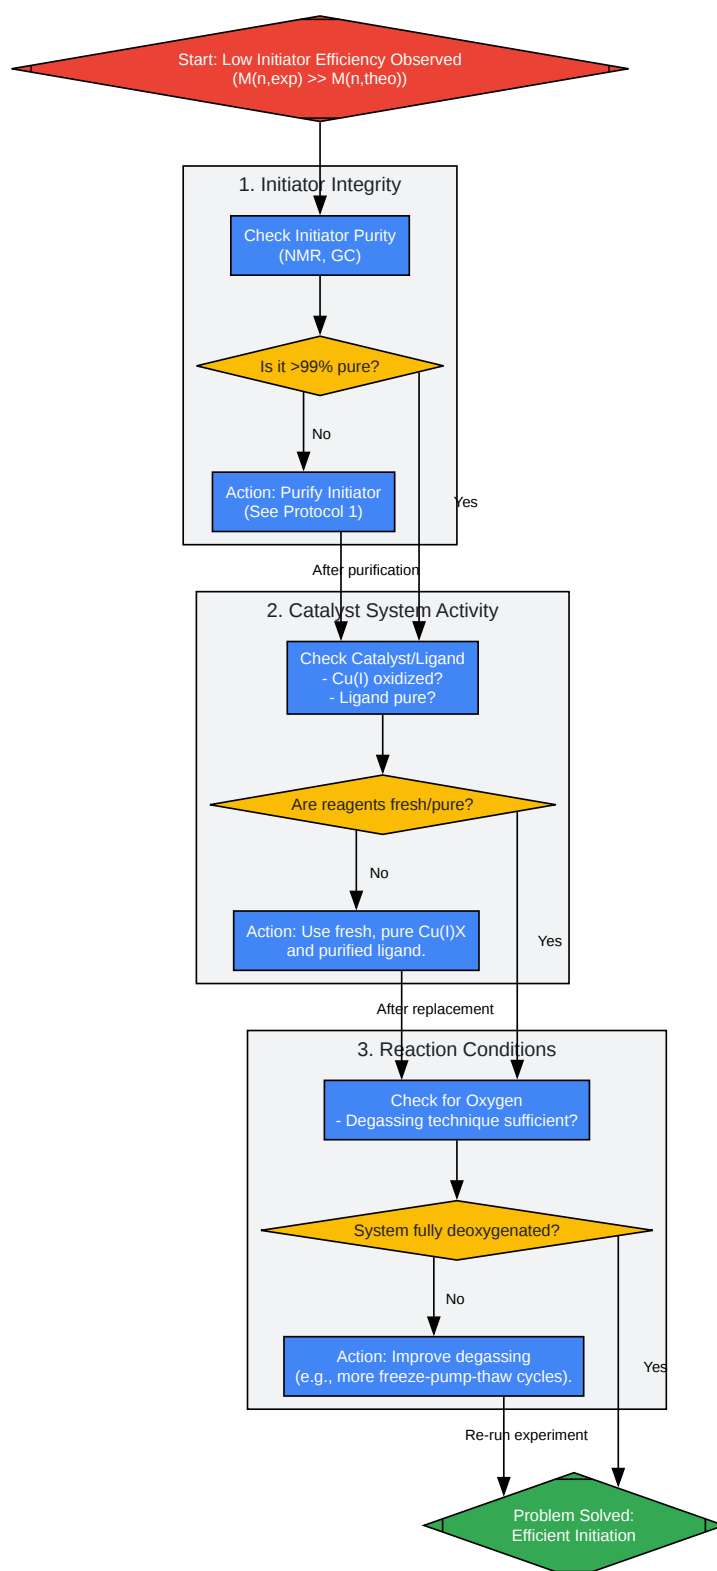 Start: Low Initiator Efficiency Observed
(M(n,exp) >> M(n,theo))
1. Initiator Integrity
Check Initiator Purity
(NMR, GC)
Is it >99% pure?
No
Action: Purify Initiator
(See Protocol 1)
Yes
After purification
2. Catalyst System Activity
Check Catalyst/Ligand
- Cu(I) oxidized?
- Ligand pure?
Are reagents fresh/pure?
No
Action: Use fresh, pure Cu(I)X
and purified ligand.
Yes
After replacement
3. Reaction Conditions
Check for Oxygen
- Degassing technique sufficient?
System fully deoxygenated?
No
Action: Improve degassing
(e.g., more freeze-pump-thaw cycles).
Yes
Re-run experiment
Problem Solved:
Efficient Initiation